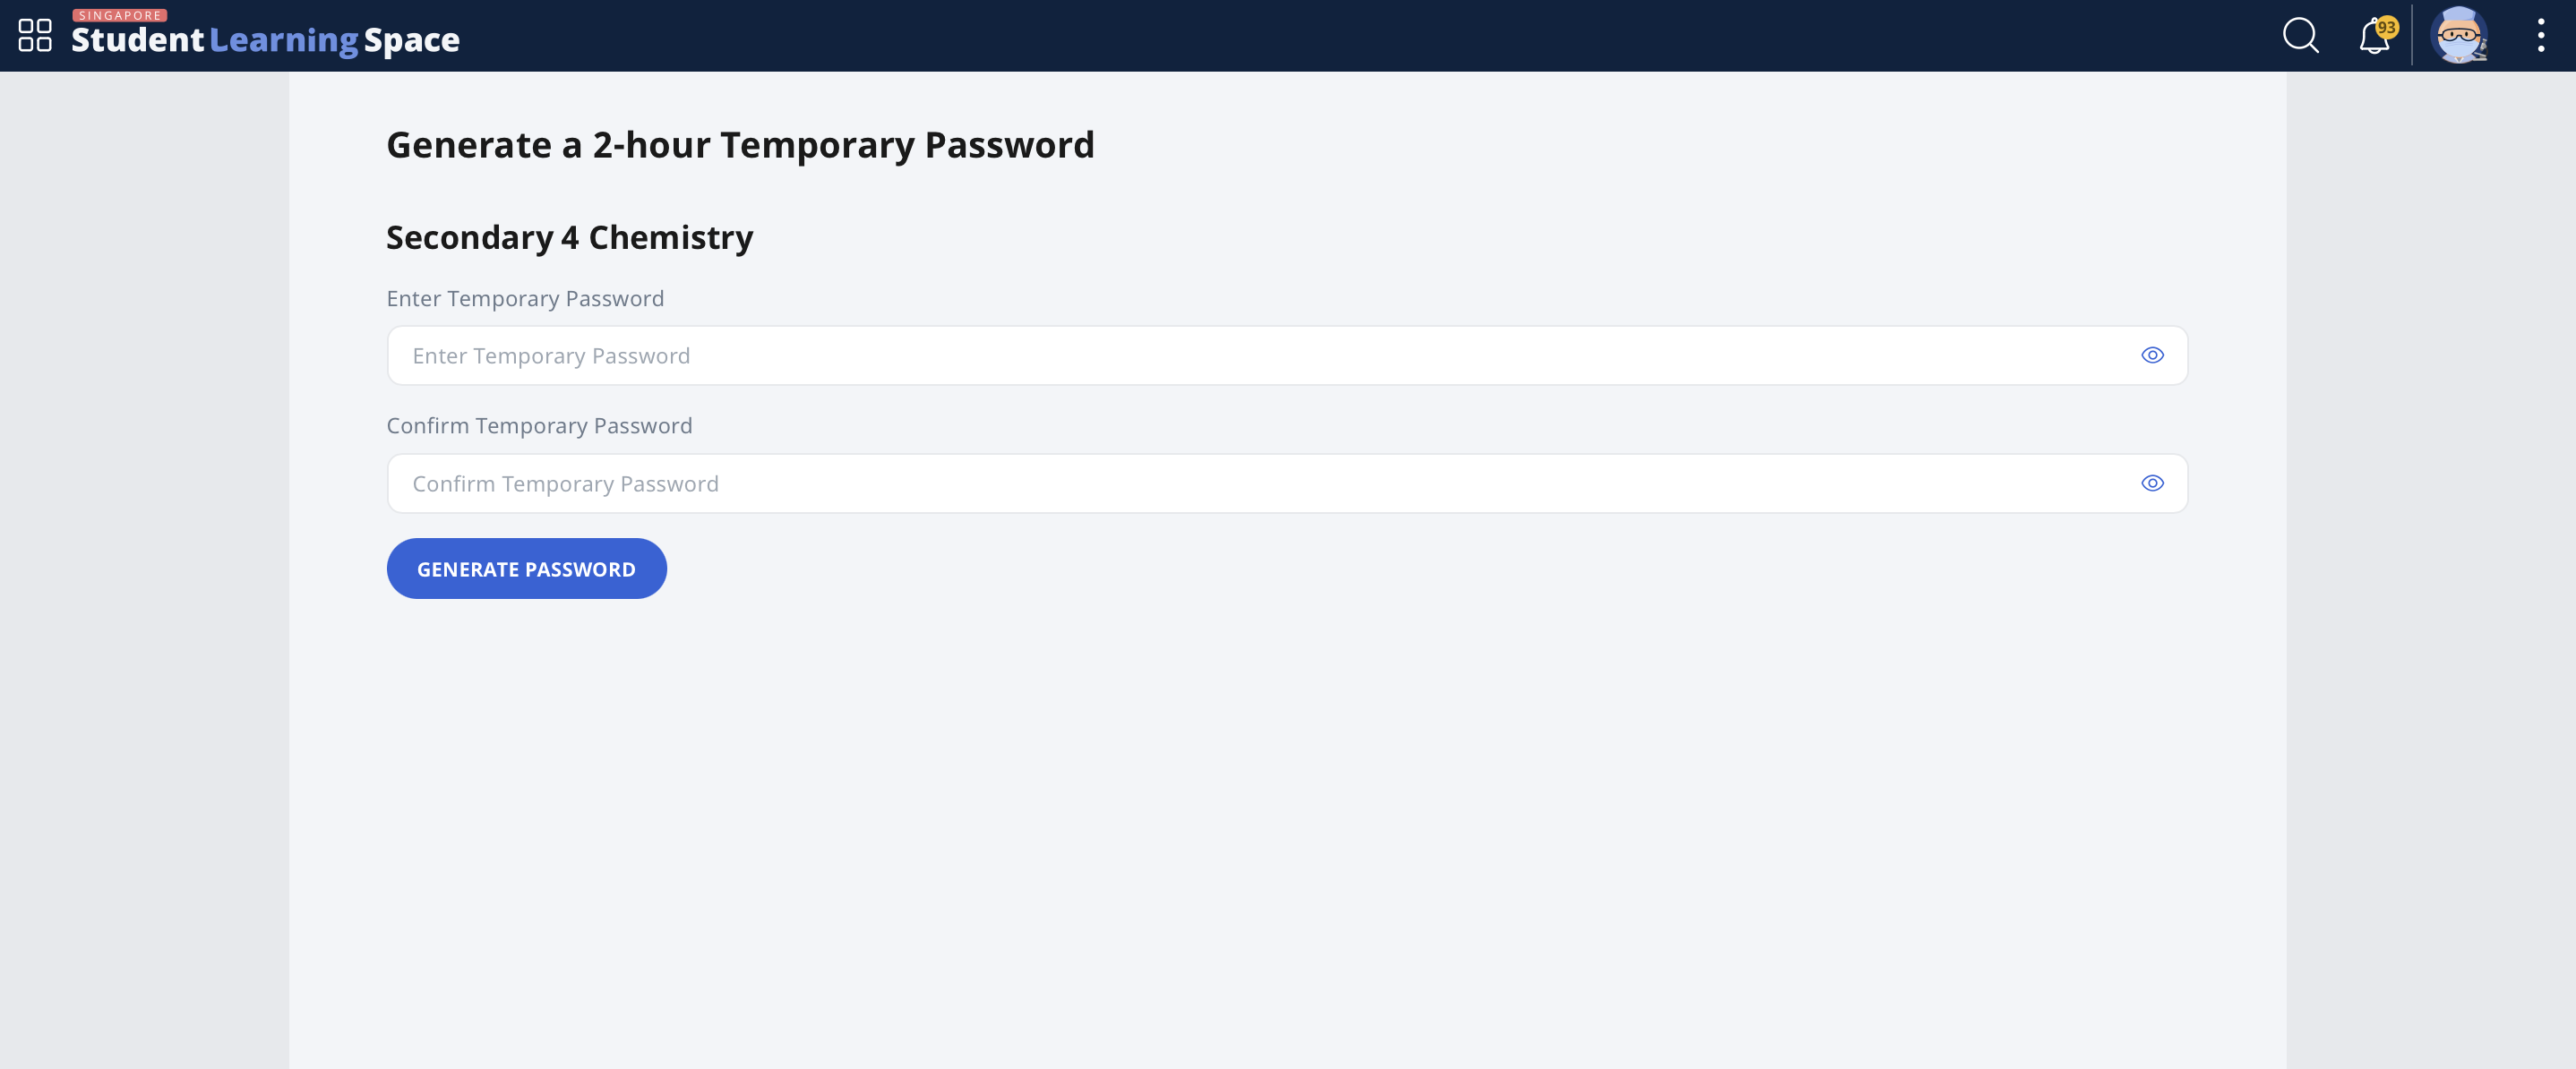 SINGAPORE
Student Learning Space
93
Generate a 2-hour Temporary Password
Secondary 4 Chemistry
Enter Temporary Password
Enter Temporary Password
Confirm Temporary Password
Confirm Temporary Password
GENERATE PASSWORD